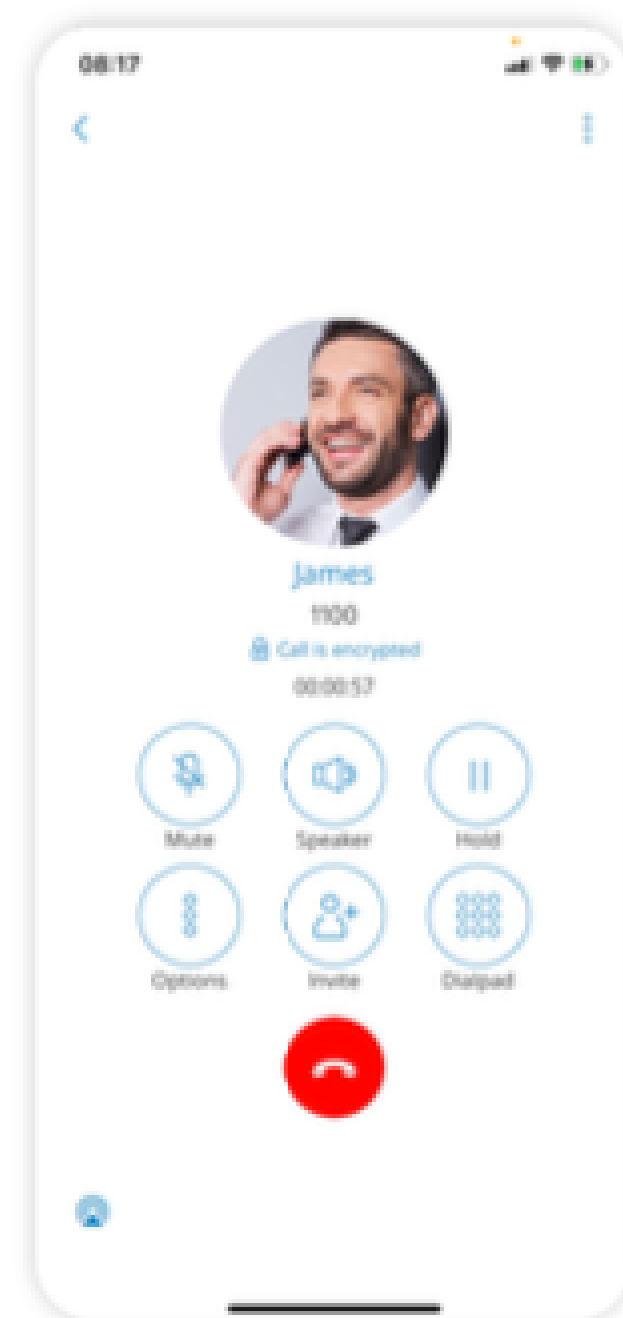 08:17
James
1100
Call is encrypted
00:00:57
Mute Speaker Hold
Options Invite Dialpad